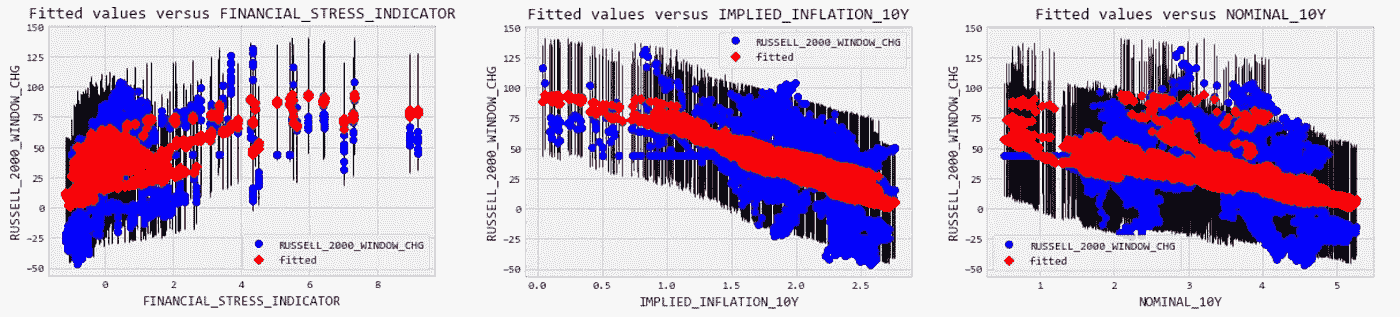 Fitted values versus FINANCIAL_STRESS_INDICATOR
150
125
100
75
50
25
0
−25
−50
RUSSELL_2000_WINDOW_CHG
RUSSELL_2000_WINDOW_CHG
fitted
0
2
4
6
8
FINANCIAL_STRESS_INDICATOR
Fitted values versus IMPLIED_INFLATION_10Y
150
125
100
75
50
25
0
−25
−50
RUSSELL_2000_WINDOW_CHG
RUSSELL_2000_WINDOW_CHG
fitted
0.0
0.5
1.0
1.5
2.0
2.5
IMPLIED_INFLATION_10Y
Fitted values versus NOMINAL_10Y
150
125
100
75
50
25
0
−25
−50
RUSSELL_2000_WINDOW_CHG
RUSSELL_2000_WINDOW_CHG
fitted
1
2
3
4
5
NOMINAL_10Y